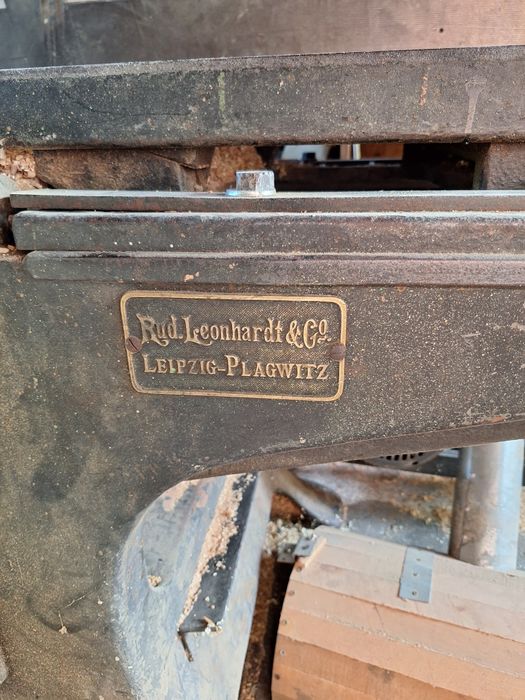 Rud. Leonhardt & Co.
LEIPZIG-PLAGWITZ